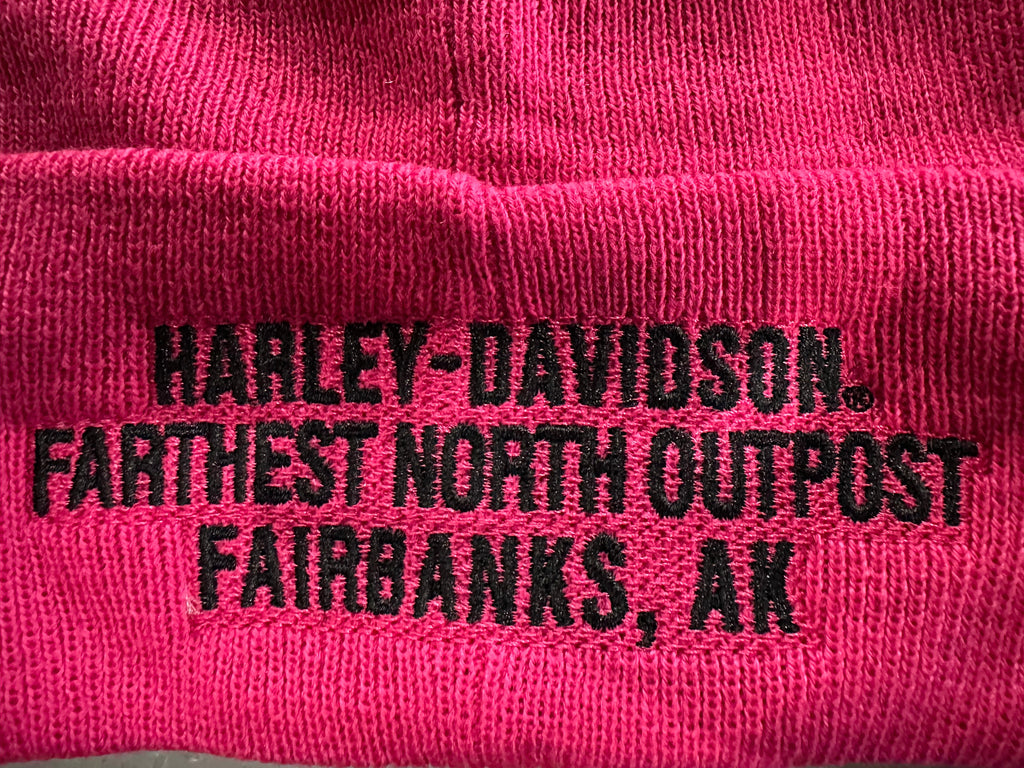 HARLEY-DAVIDSON®
FARTHEST NORTH OUTPOST
FAIRBANKS, AK